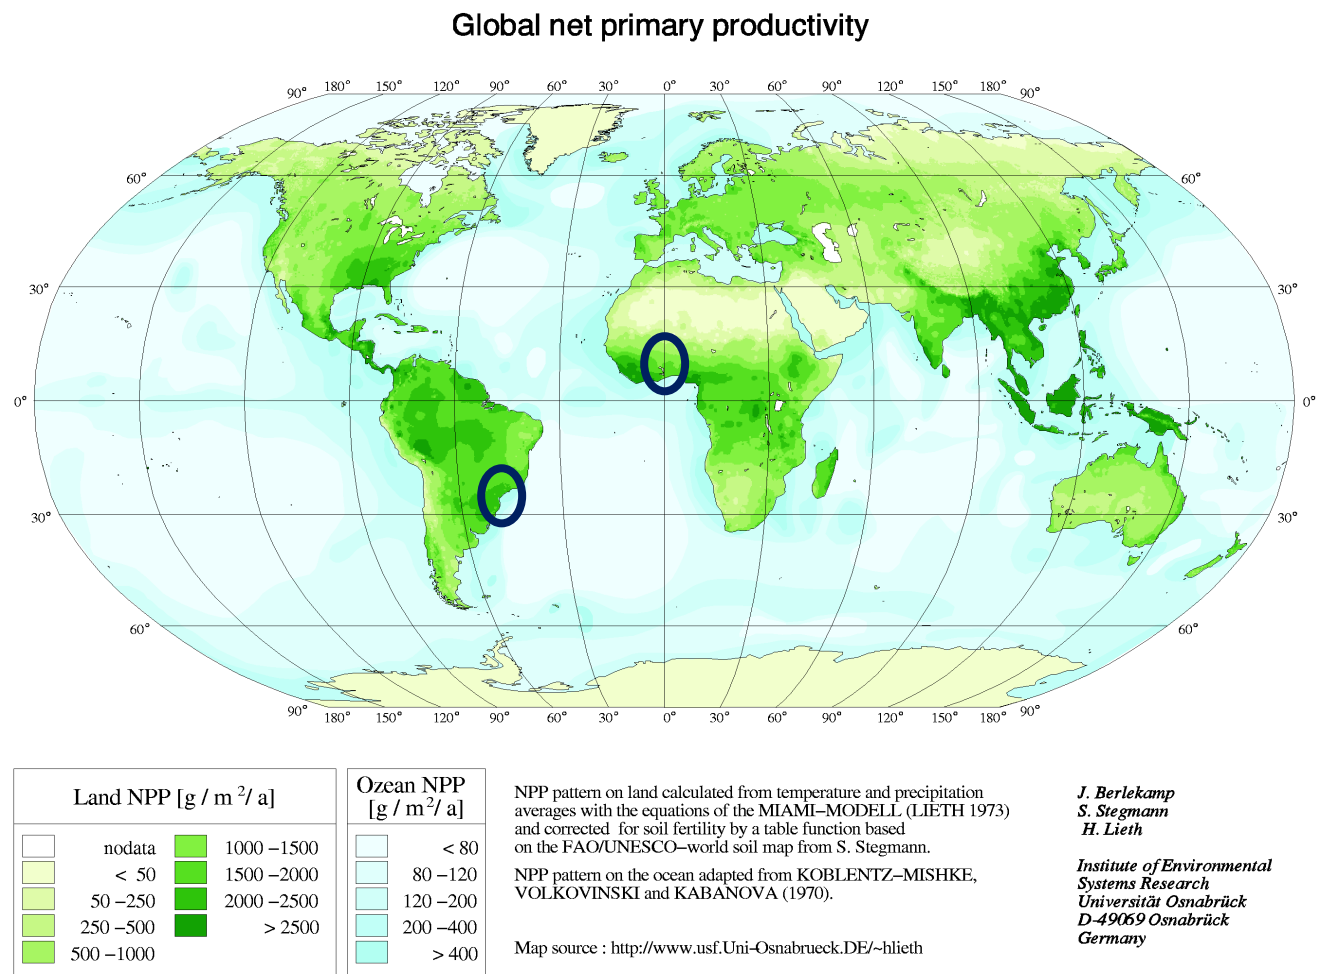 Global net primary productivity
90° 180° 150° 120° 90° 60° 30° 0° 30° 60° 90° 120° 150° 180° 90°
60° 60°
30° 30°
0° 0°
30° 30°
60° 60°
90° 180° 150° 120° 90° 60° 30° 0° 30° 60° 90° 120° 150° 180° 90°
Land NPP [g / m²/ a]
nodata
< 50
50 –250
250 –500
500 –1000
1000 –1500
1500 –2000
2000 –2500
> 2500
Ozean NPP
[g / m²/ a]
< 80
80 –120
120 –200
200 –400
> 400
NPP pattern on land calculated from temperature and precipitation
averages with the equations of the MIAMI–MODELL (LIETH 1973)
and corrected for soil fertility by a table function based
on the FAO/UNESCO–world soil map from S. Stegmann.
NPP pattern on the ocean adapted from KOBLENTZ–MISHKE,
VOLKOVINSKI and KABANOVA (1970).
Map source : http://www.usf.Uni-Osnabrueck.DE/~hlieth
J. Berlekamp
S. Stegmann
H. Lieth
Institute of Environmental
Systems Research
Universität Osnabrück
D-49069 Osnabrück
Germany